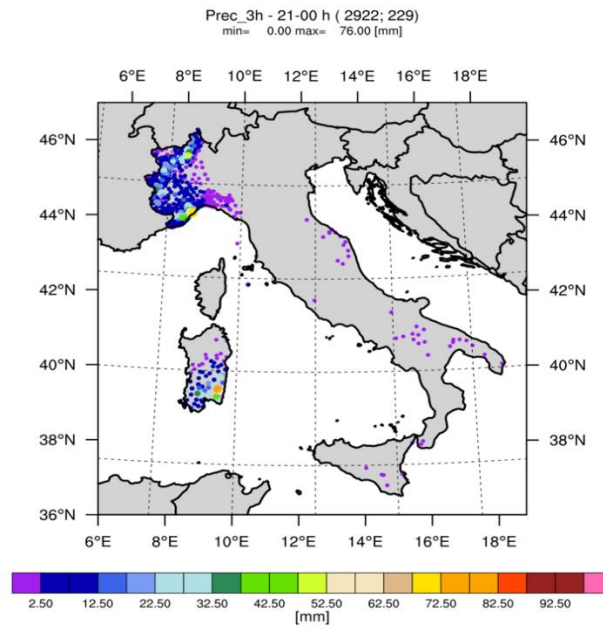 Prec_3h - 21-00 h ( 2922; 229)
min= 0.00 max= 76.00 [mm]
6°E 8°E 10°E 12°E 14°E 16°E 18°E
46°N 46°N
44°N 44°N
42°N 42°N
40°N 40°N
38°N 38°N
36°N 36°N
6°E 8°E 10°E 12°E 14°E 16°E 18°E
2.50 12.50 22.50 32.50 42.50 52.50 62.50 72.50 82.50 92.50
[mm]